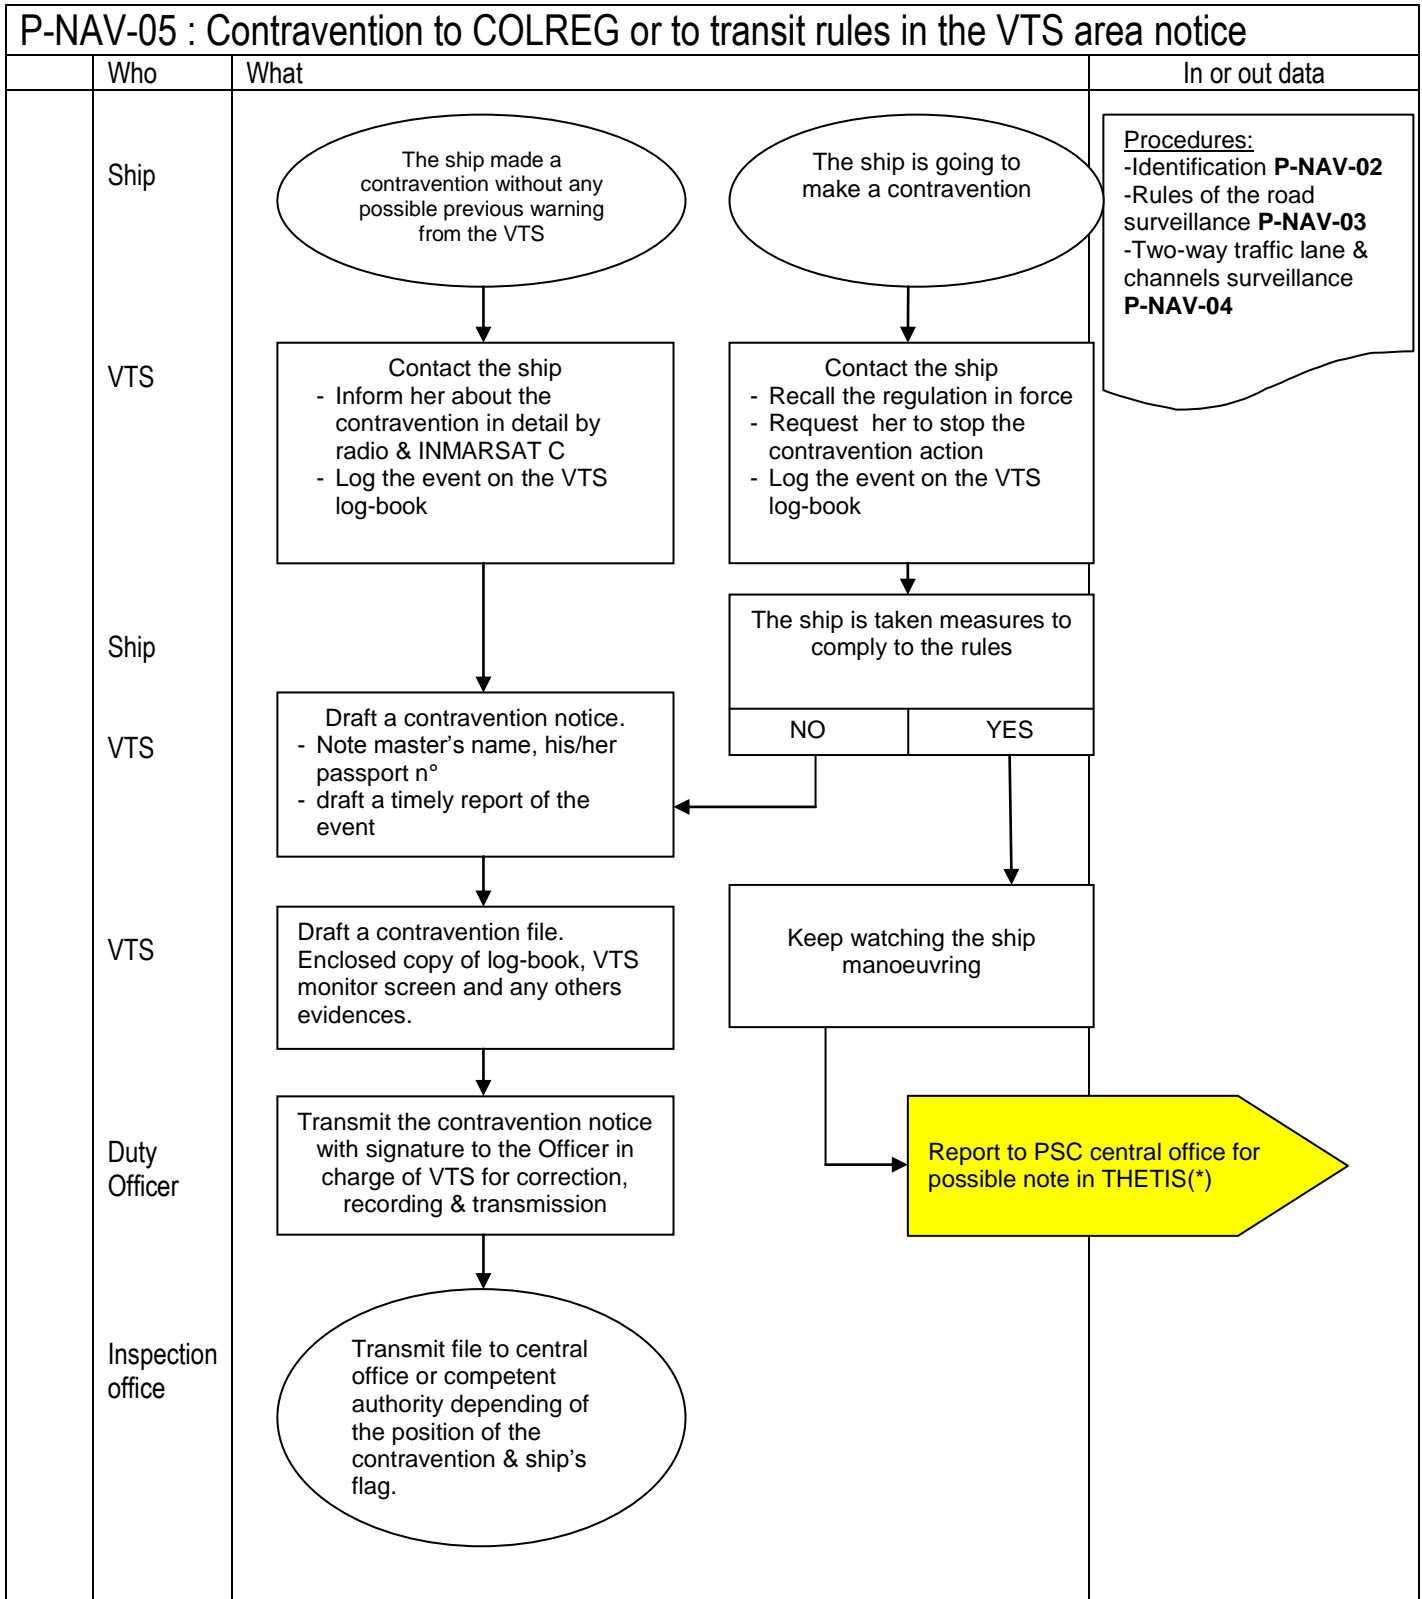 P-NAV-05 : Contravention to COLREG or to transit rules in the VTS area notice
Who
What
In or out data
Ship
The ship made a
contravention without any
possible previous warning
from the VTS
The ship is going to
make a contravention
Procedures:
-Identification P-NAV-02
-Rules of the road
surveillance P-NAV-03
-Two-way traffic lane &
channels surveillance
P-NAV-04
VTS
Contact the ship
- Inform her about the
contravention in detail by
radio & INMARSAT C
- Log the event on the VTS
log-book
Contact the ship
- Recall the regulation in force
- Request her to stop the
contravention action
- Log the event on the VTS
log-book
Ship
The ship is taken measures to
comply to the rules
NO
YES
VTS
Draft a contravention notice.
- Note master's name, his/her
passport n°
- draft a timely report of the
event
VTS
Draft a contravention file.
Enclosed copy of log-book, VTS
monitor screen and any others
evidences.
Keep watching the ship
manoeuvring
Duty
Officer
Transmit the contravention notice
with signature to the Officer in
charge of VTS for correction,
recording & transmission
Report to PSC central office for
possible note in THETIS(*)
Inspection
office
Transmit file to central
office or competent
authority depending of
the position of the
contravention & ship's
flag.